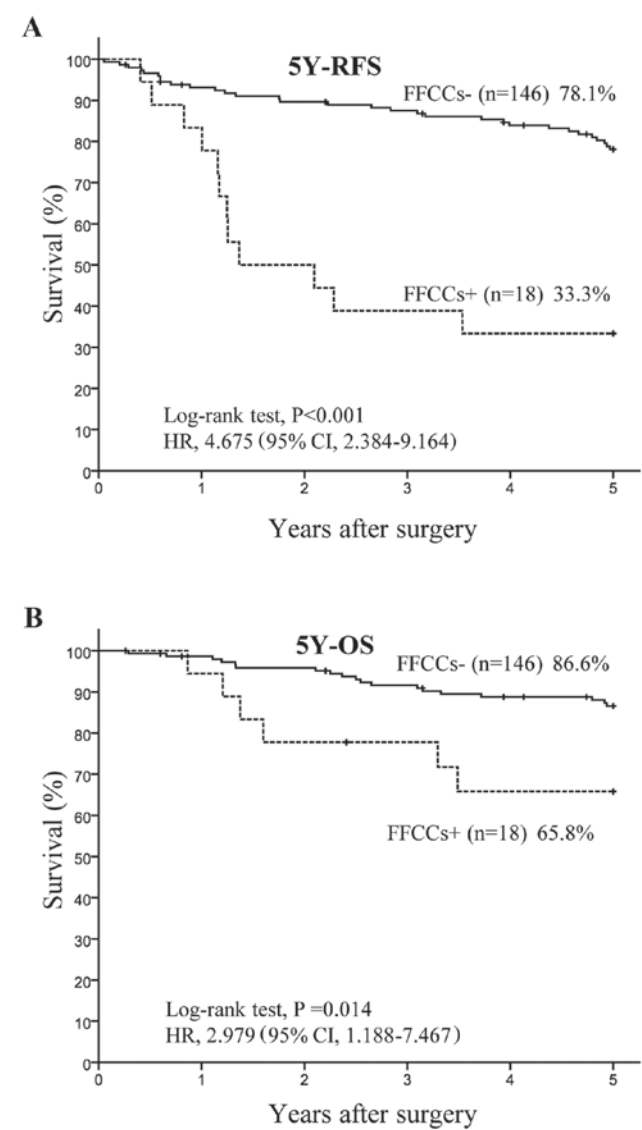 A
5Y-RFS
FFCCs- (n=146) 78.1%
FFCCs+ (n=18) 33.3%
Log-rank test, P<0.001
HR, 4.675 (95% CI, 2.384-9.164)
Survival (%)
100
90
80
70
60
50
40
30
20
10
0
0 1 2 3 4 5
Years after surgery
B
5Y-OS
FFCCs- (n=146) 86.6%
FFCCs+ (n=18) 65.8%
Log-rank test, P =0.014
HR, 2.979 (95% CI, 1.188-7.467)
Survival (%)
100
90
80
70
60
50
40
30
20
10
0
0 1 2 3 4 5
Years after surgery